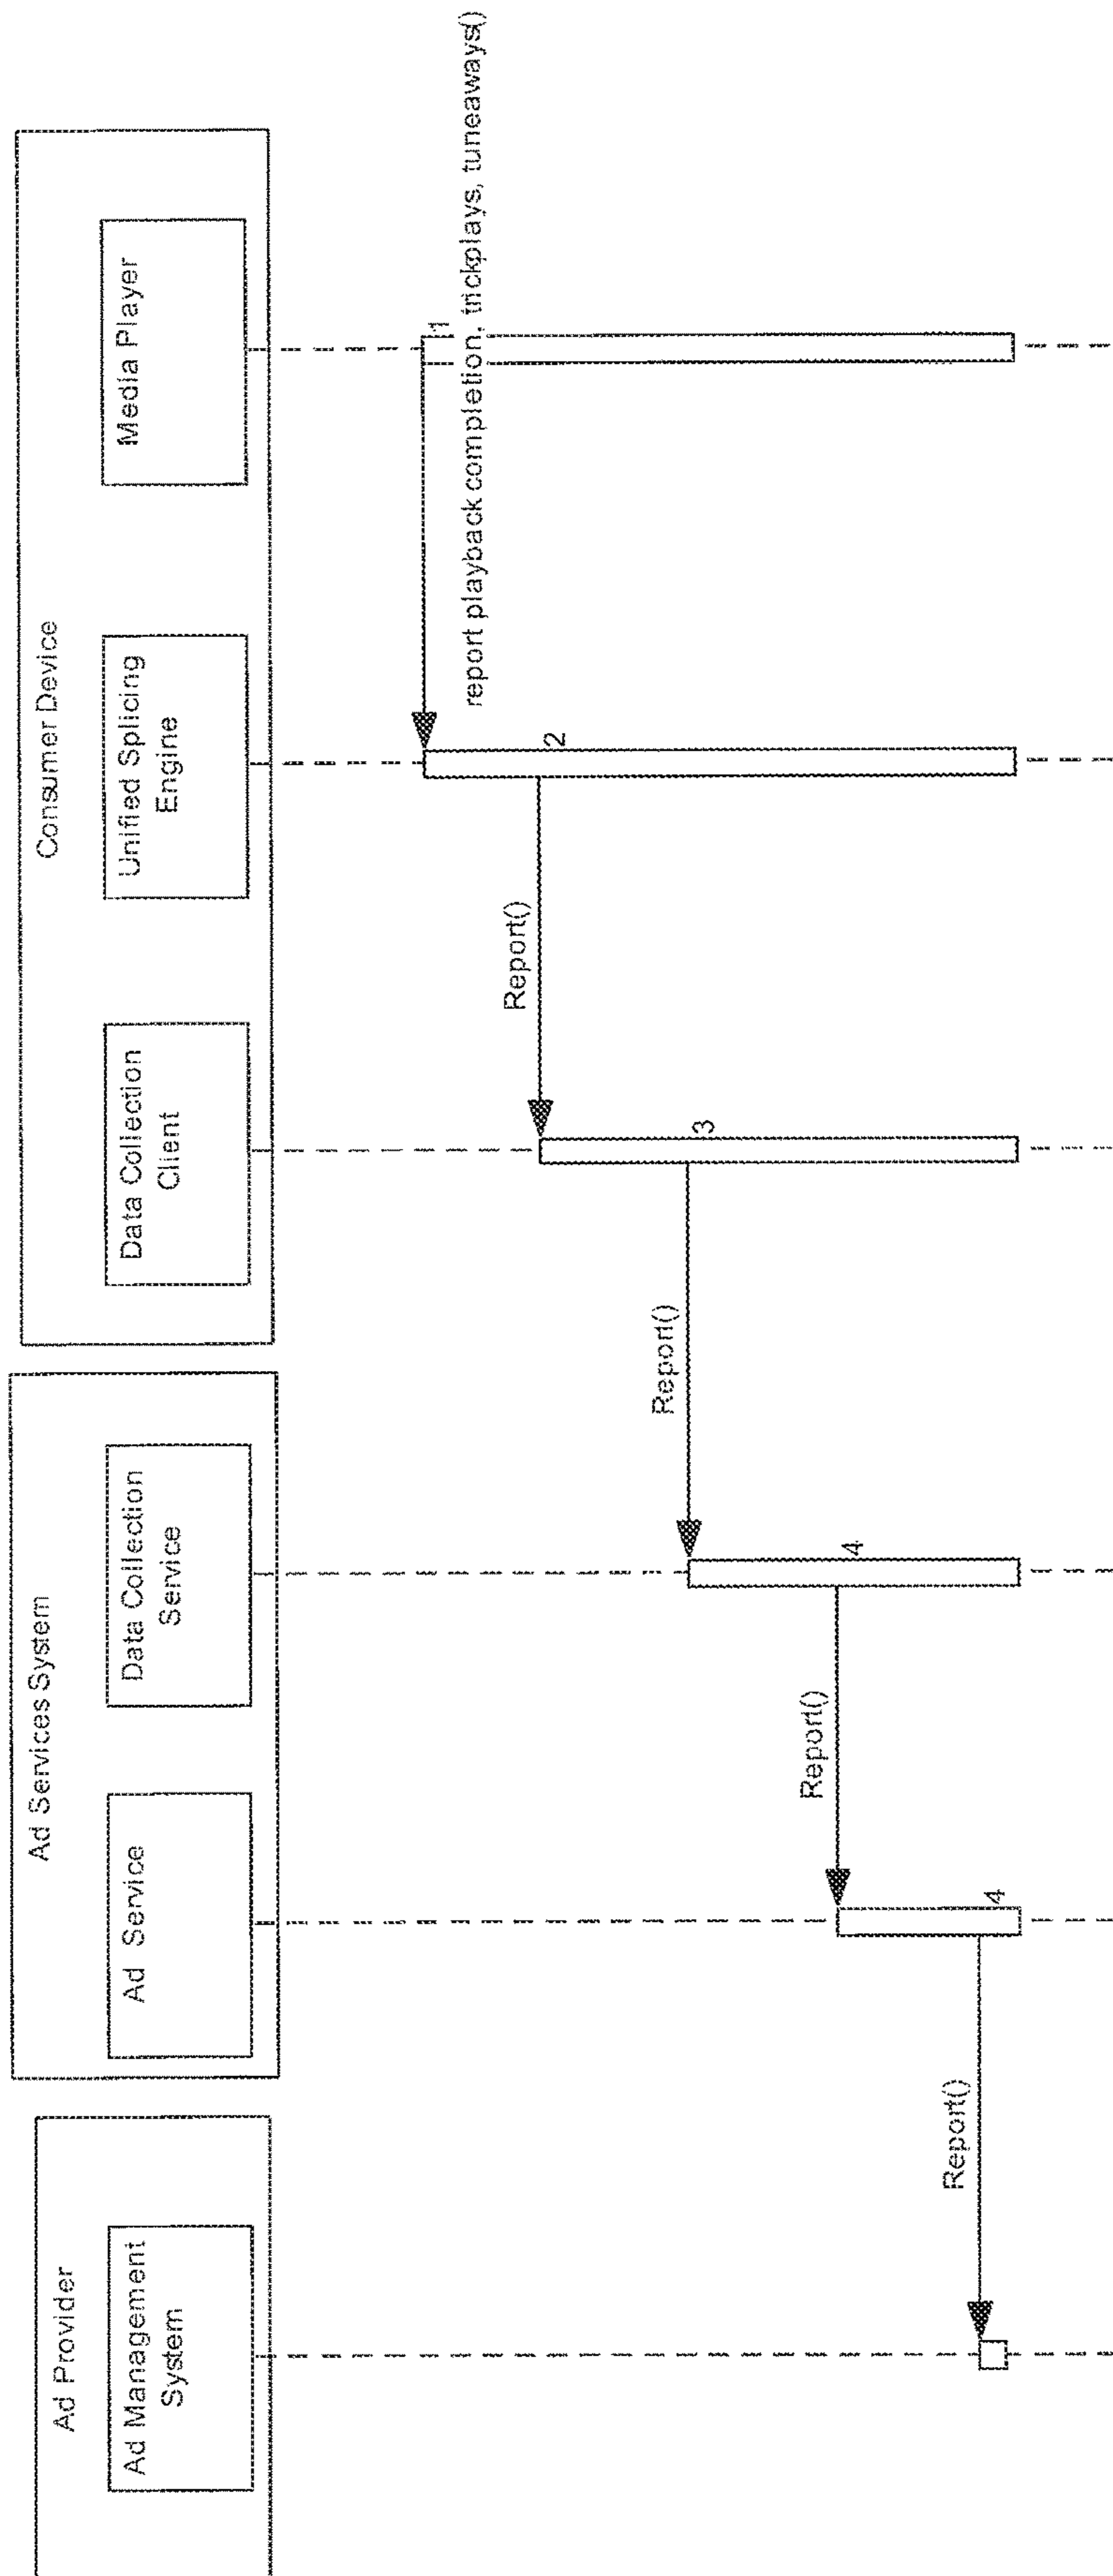 Ad Provider
Ad Services System
Consumer Device
Ad Management
System
Ad Service
Data Collection
Service
Data Collection
Client
Unified Splicing
Engine
Media Player
1
report playback completion, trickplays, tuneaways()
2
Report()
3
Report()
4
Report()
4
Report()